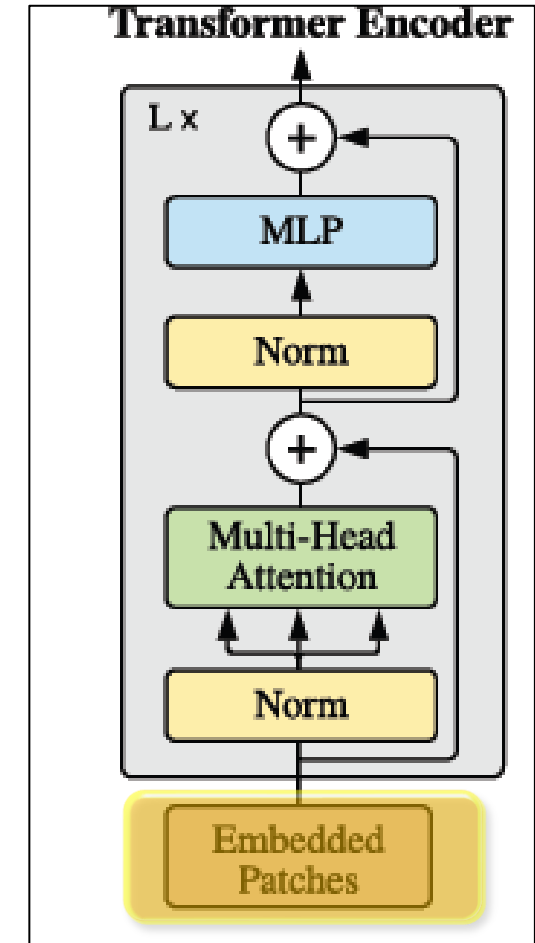 Transformer Encoder
L x
+
MLP
Norm
+
Multi-Head
Attention
Norm
Embedded
Patches